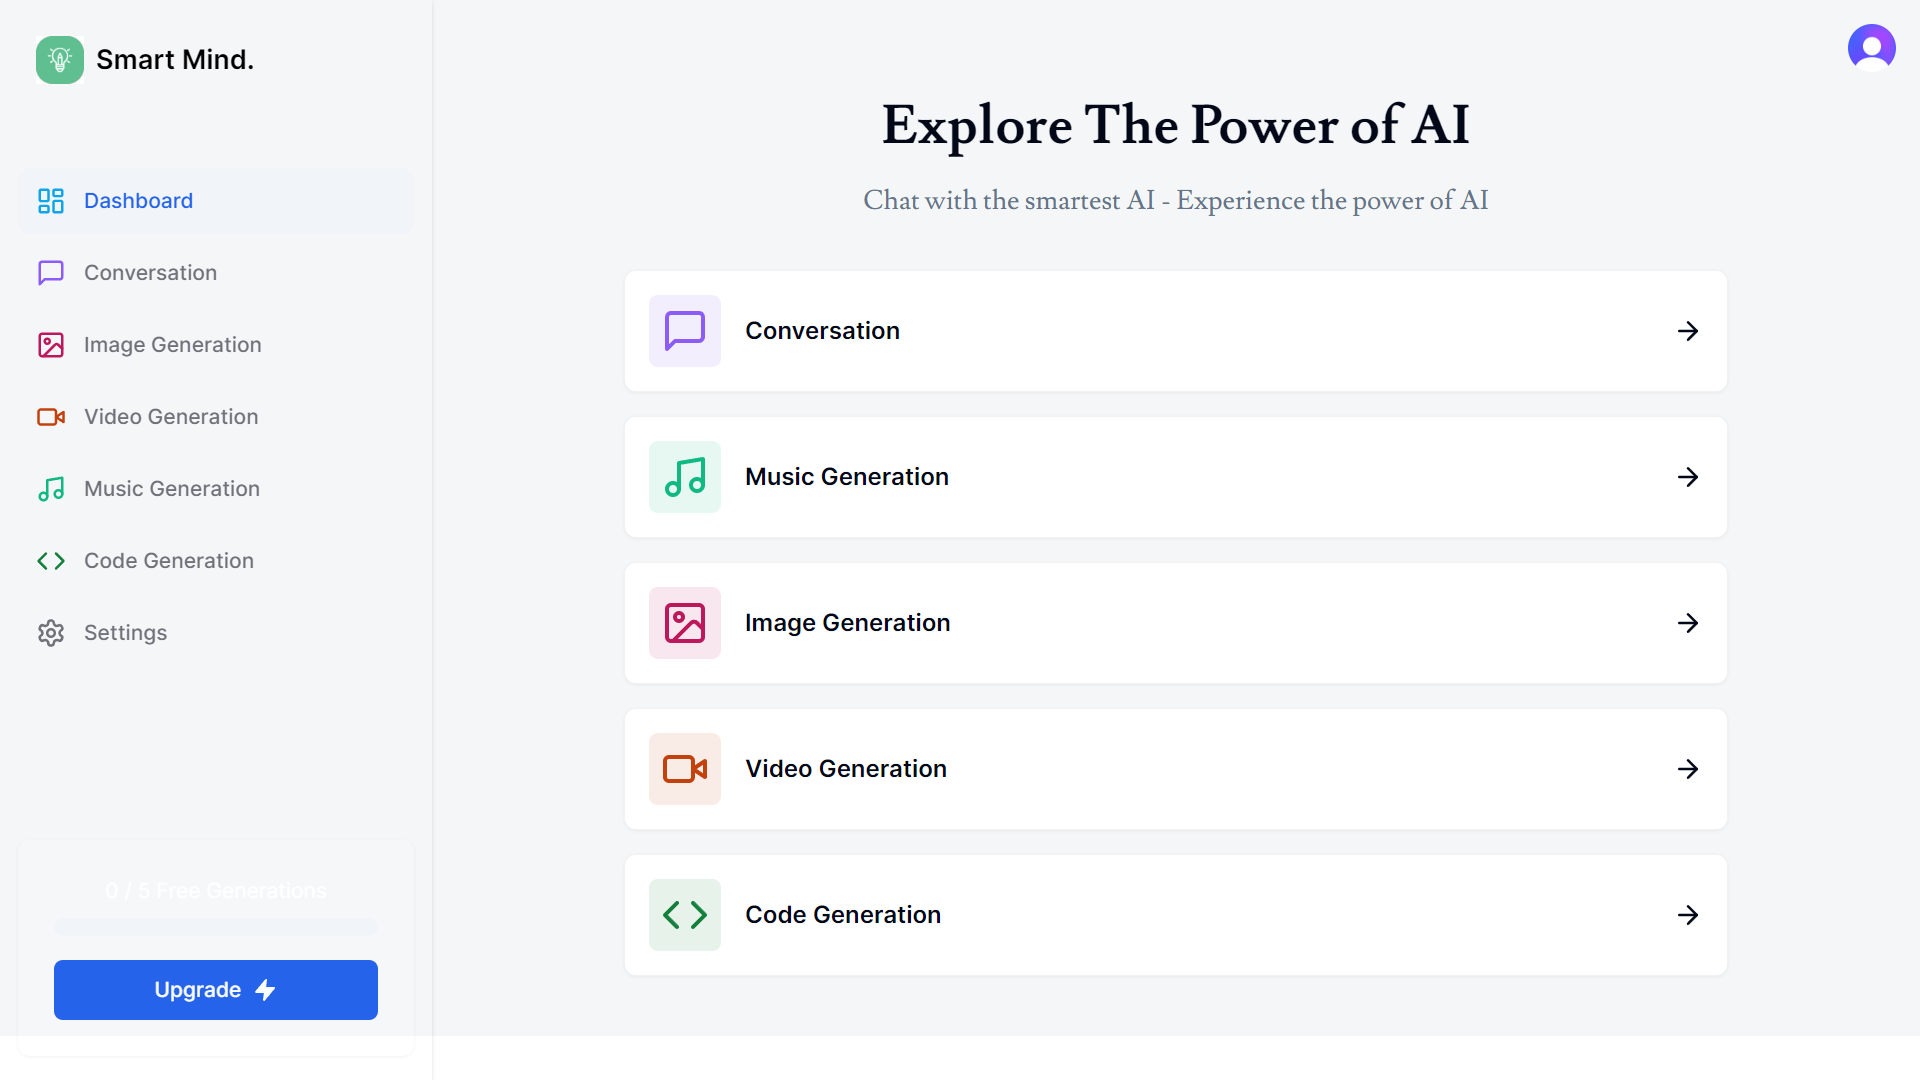 Smart Mind.
Dashboard
Conversation
Image Generation
Video Generation
Music Generation
Code Generation
Settings
0 / 5 Free Generations
Upgrade
Explore The Power of AI
Chat with the smartest AI - Experience the power of AI
Conversation
Music Generation
Image Generation
Video Generation
Code Generation